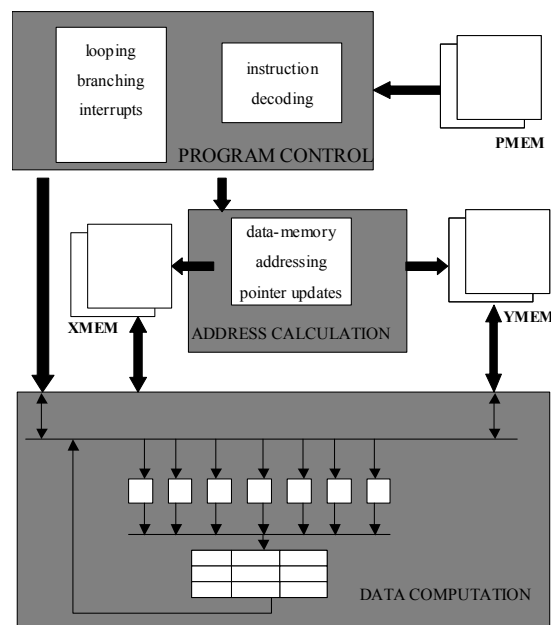 looping
branching
interrupts
instruction
decoding
PROGRAM CONTROL
PMEM
data-memory
addressing
pointer updates
XMEM
YMEM
ADDRESS CALCULATION
DATA COMPUTATION